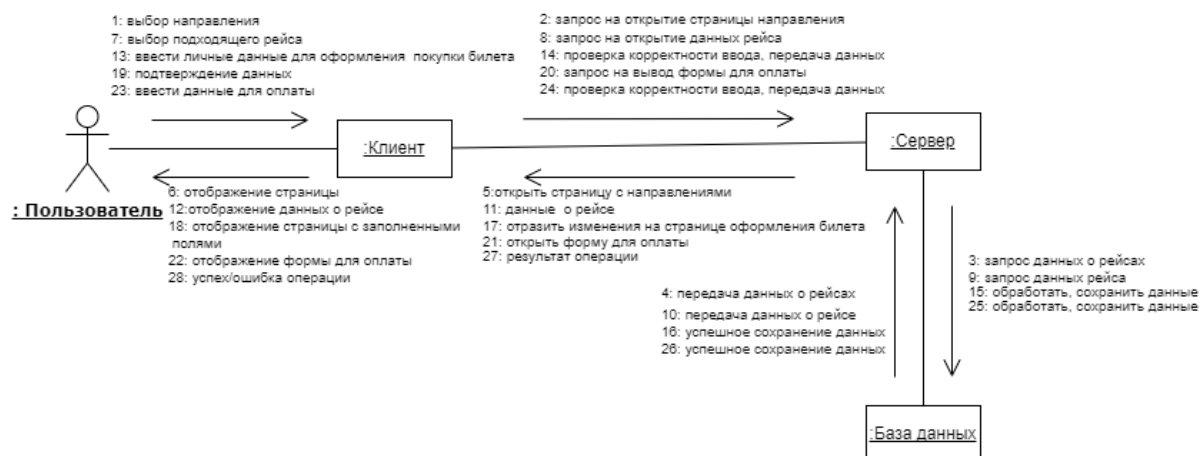 1: выбор направления
7: выбор подходящего рейса
13: ввести личные данные для оформления покупки билета
19: подтверждение данных
23: ввести данные для оплаты
2: запрос на открытие страницы направления
8: запрос на открытие данных рейса
14: проверка корректности ввода, передача данных
20: запрос на вывод формы для оплаты
24: проверка корректности ввода, передача данных
:Клиент
:Сервер
: Пользователь
6: отображение страницы
12:отображение данных о рейсе
18: отображение страницы с заполненными
полями
22: отображение формы для оплаты
28: успех/ошибка операции
5:открыть страницу с направлениями
11: данные о рейсе
17: отразить изменения на странице оформления билета
21: открыть форму для оплаты
27: результат операции
4: передача данных о рейсах
10: передача данных о рейсе
16: успешное сохранение данных
26: успешное сохранение данных
3: запрос данных о рейсах
9: запрос данных рейса
15: обработать, сохранить данные
25: обработать, сохранить данные
:База данных